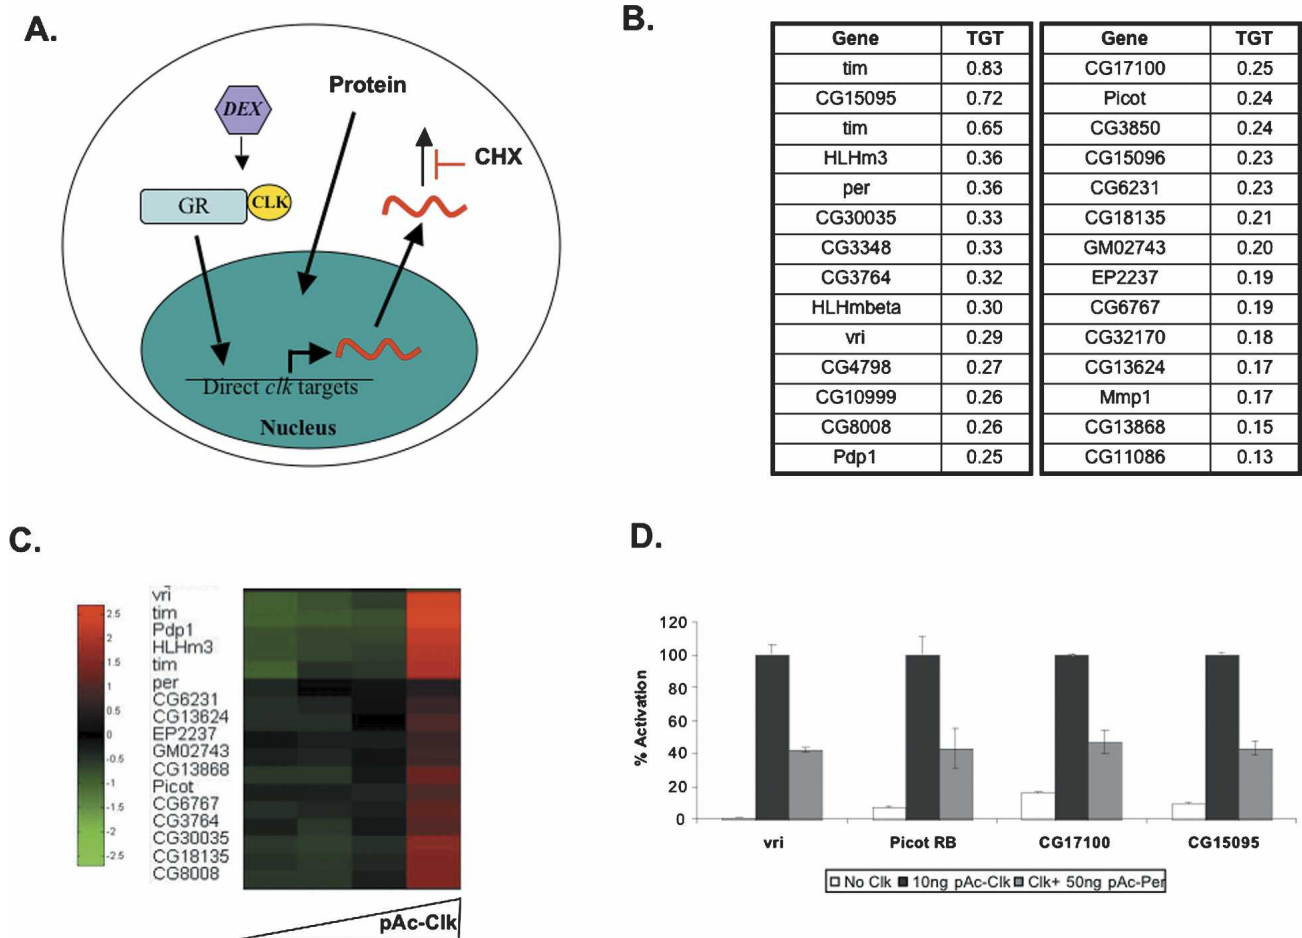 A.
DEX
Protein
CHX
GR
CLK
Direct clk targets
Nucleus
B.
Gene TGT Gene TGT
tim 0.83 CG17100 0.25
CG15095 0.72 Picot 0.24
tim 0.65 CG3850 0.24
HLHm3 0.36 CG15096 0.23
per 0.36 CG6231 0.23
CG30035 0.33 CG18135 0.21
CG3348 0.33 GM02743 0.20
CG3764 0.32 EP2237 0.19
HLHmbeta 0.30 CG6767 0.19
vri 0.29 CG32170 0.18
CG4798 0.27 CG13624 0.17
CG10999 0.26 Mmp1 0.17
CG8008 0.26 CG13868 0.15
Pdp1 0.25 CG11086 0.13
C.
2.5
2
1.5
1
0.5
0
-0.5
-1
-1.5
-2
-2.5
vri
tim
Pdp1
HLHm3
tim
per
CG6231
CG13624
EP2237
GM02743
CG13868
Picot
CG6767
CG3764
CG30035
CG18135
CG8008
pAc-Clk
D.
% Activation
120
100
80
60
40
20
0
vri Picot RB CG17100 CG15095
No Clk 10ng pAc-Clk Clk+ 50ng pAc-Per